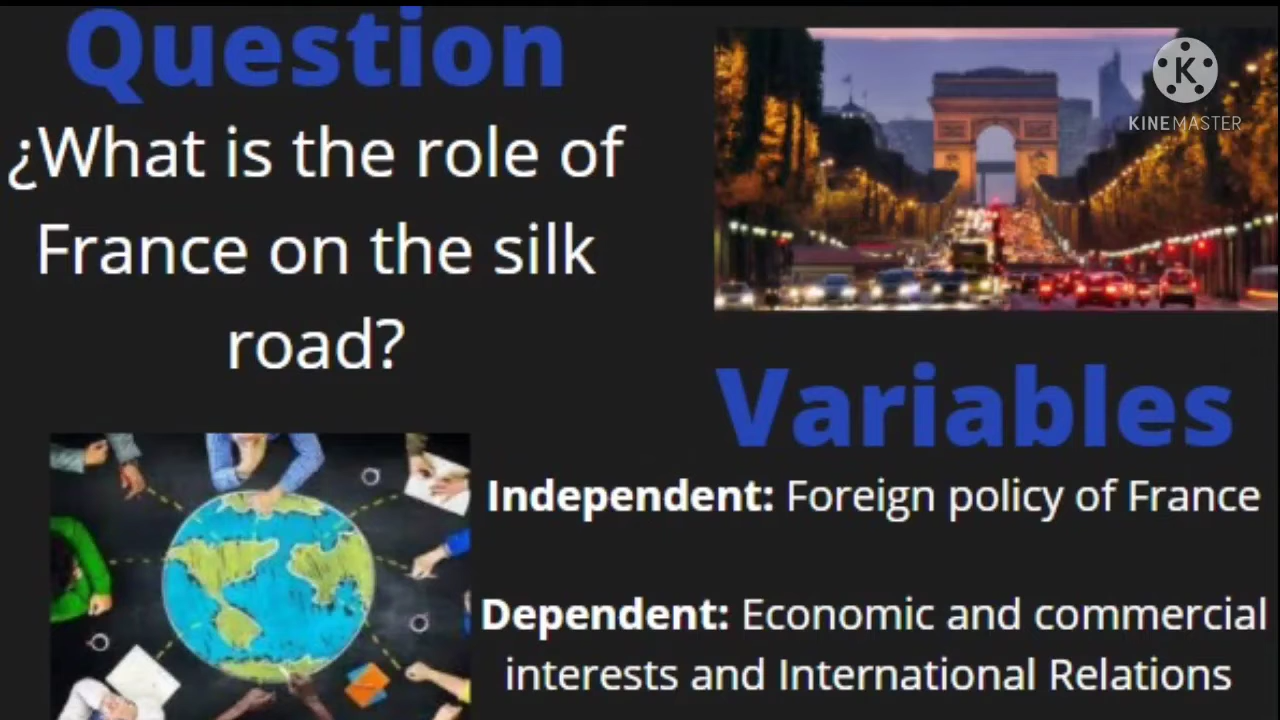 Question
¿What is the role of
France on the silk
road?
K
KINEMASTER
Variables
Independent: Foreign policy of France
Dependent: Economic and commercial
interests and International Relations